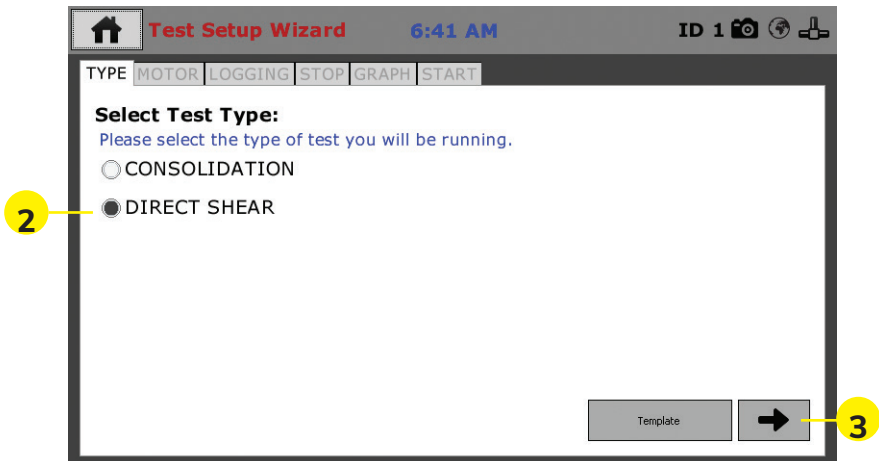 Test Setup Wizard 6:41 AM ID 1
TYPE MOTOR LOGGING STOP GRAPH START
Select Test Type:
Please select the type of test you will be running.
CONSOLIDATION
2 DIRECT SHEAR
Template 3